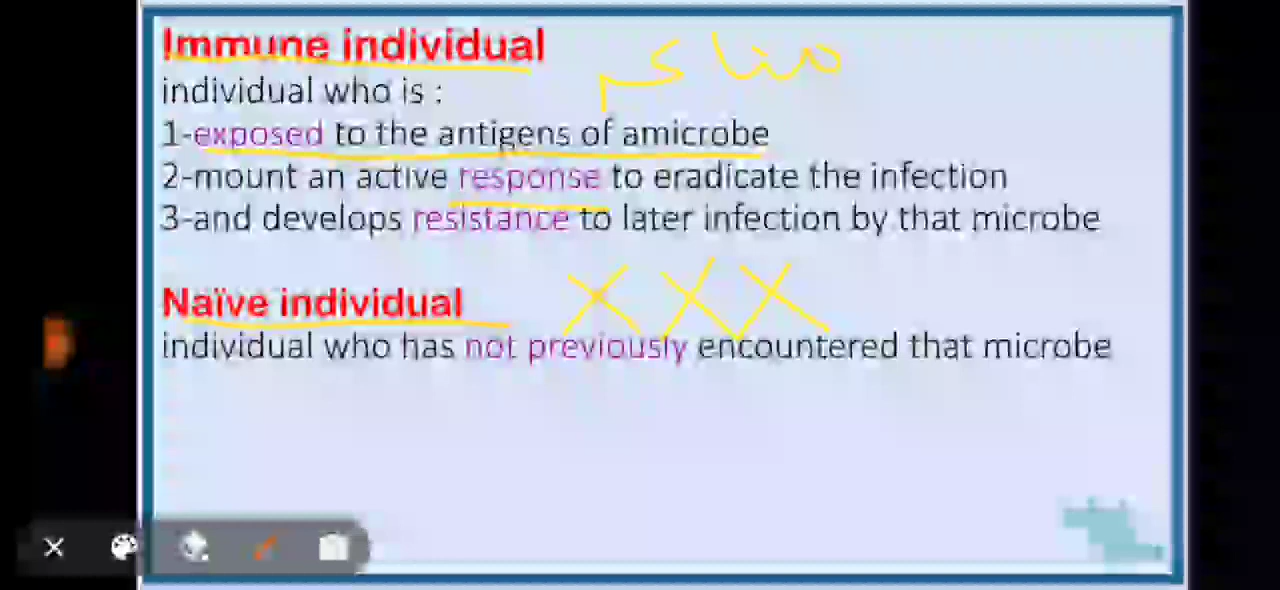 Immune individual
individual who is :
1-exposed to the antigens of amicrobe
2-mount an active response to eradicate the infection
3-and develops resistance to later infection by that microbe
Naïve individual
individual who has not previously encountered that microbe